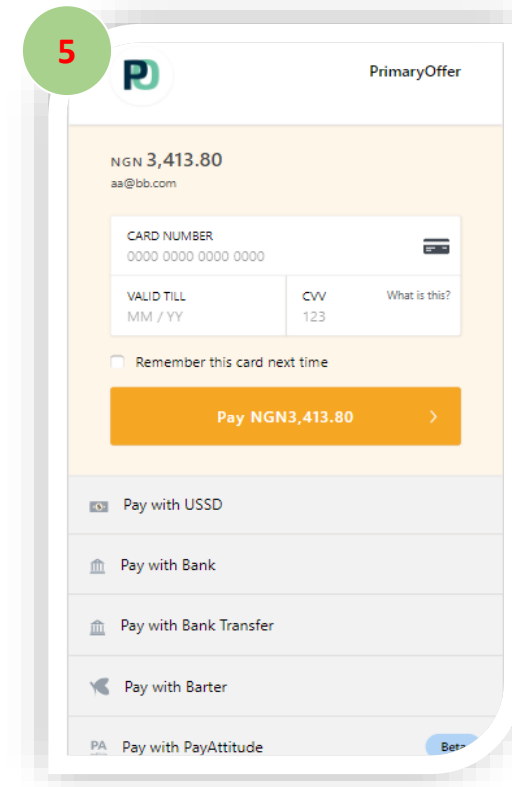 5
PO
PrimaryOffer
NGN 3,413.80
aa@bb.com
CARD NUMBER
0000 0000 0000 0000
VALID TILL
MM / YY
CVV
123
What is this?
Remember this card next time
Pay NGN3,413.80
Pay with USSD
Pay with Bank
Pay with Bank Transfer
Pay with Barter
PA
Pay with PayAttitude
Beta